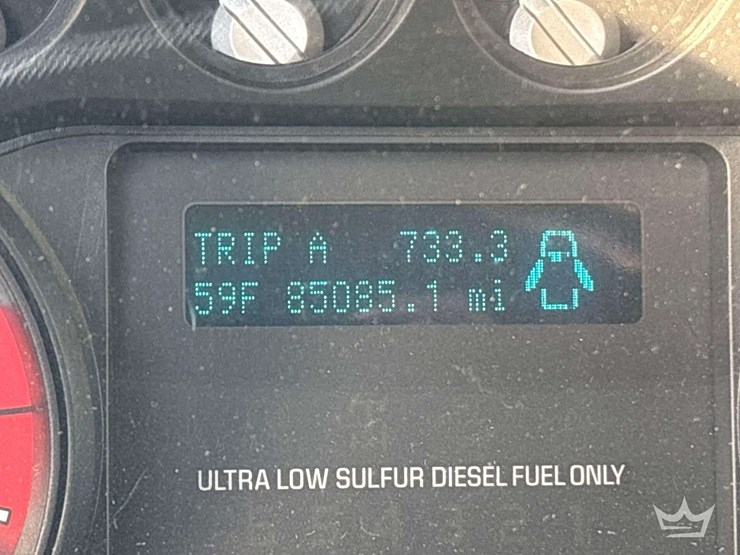 TRIP A 733.3
59F 85085.1 mi
ULTRA LOW SULFUR DIESEL FUEL ONLY